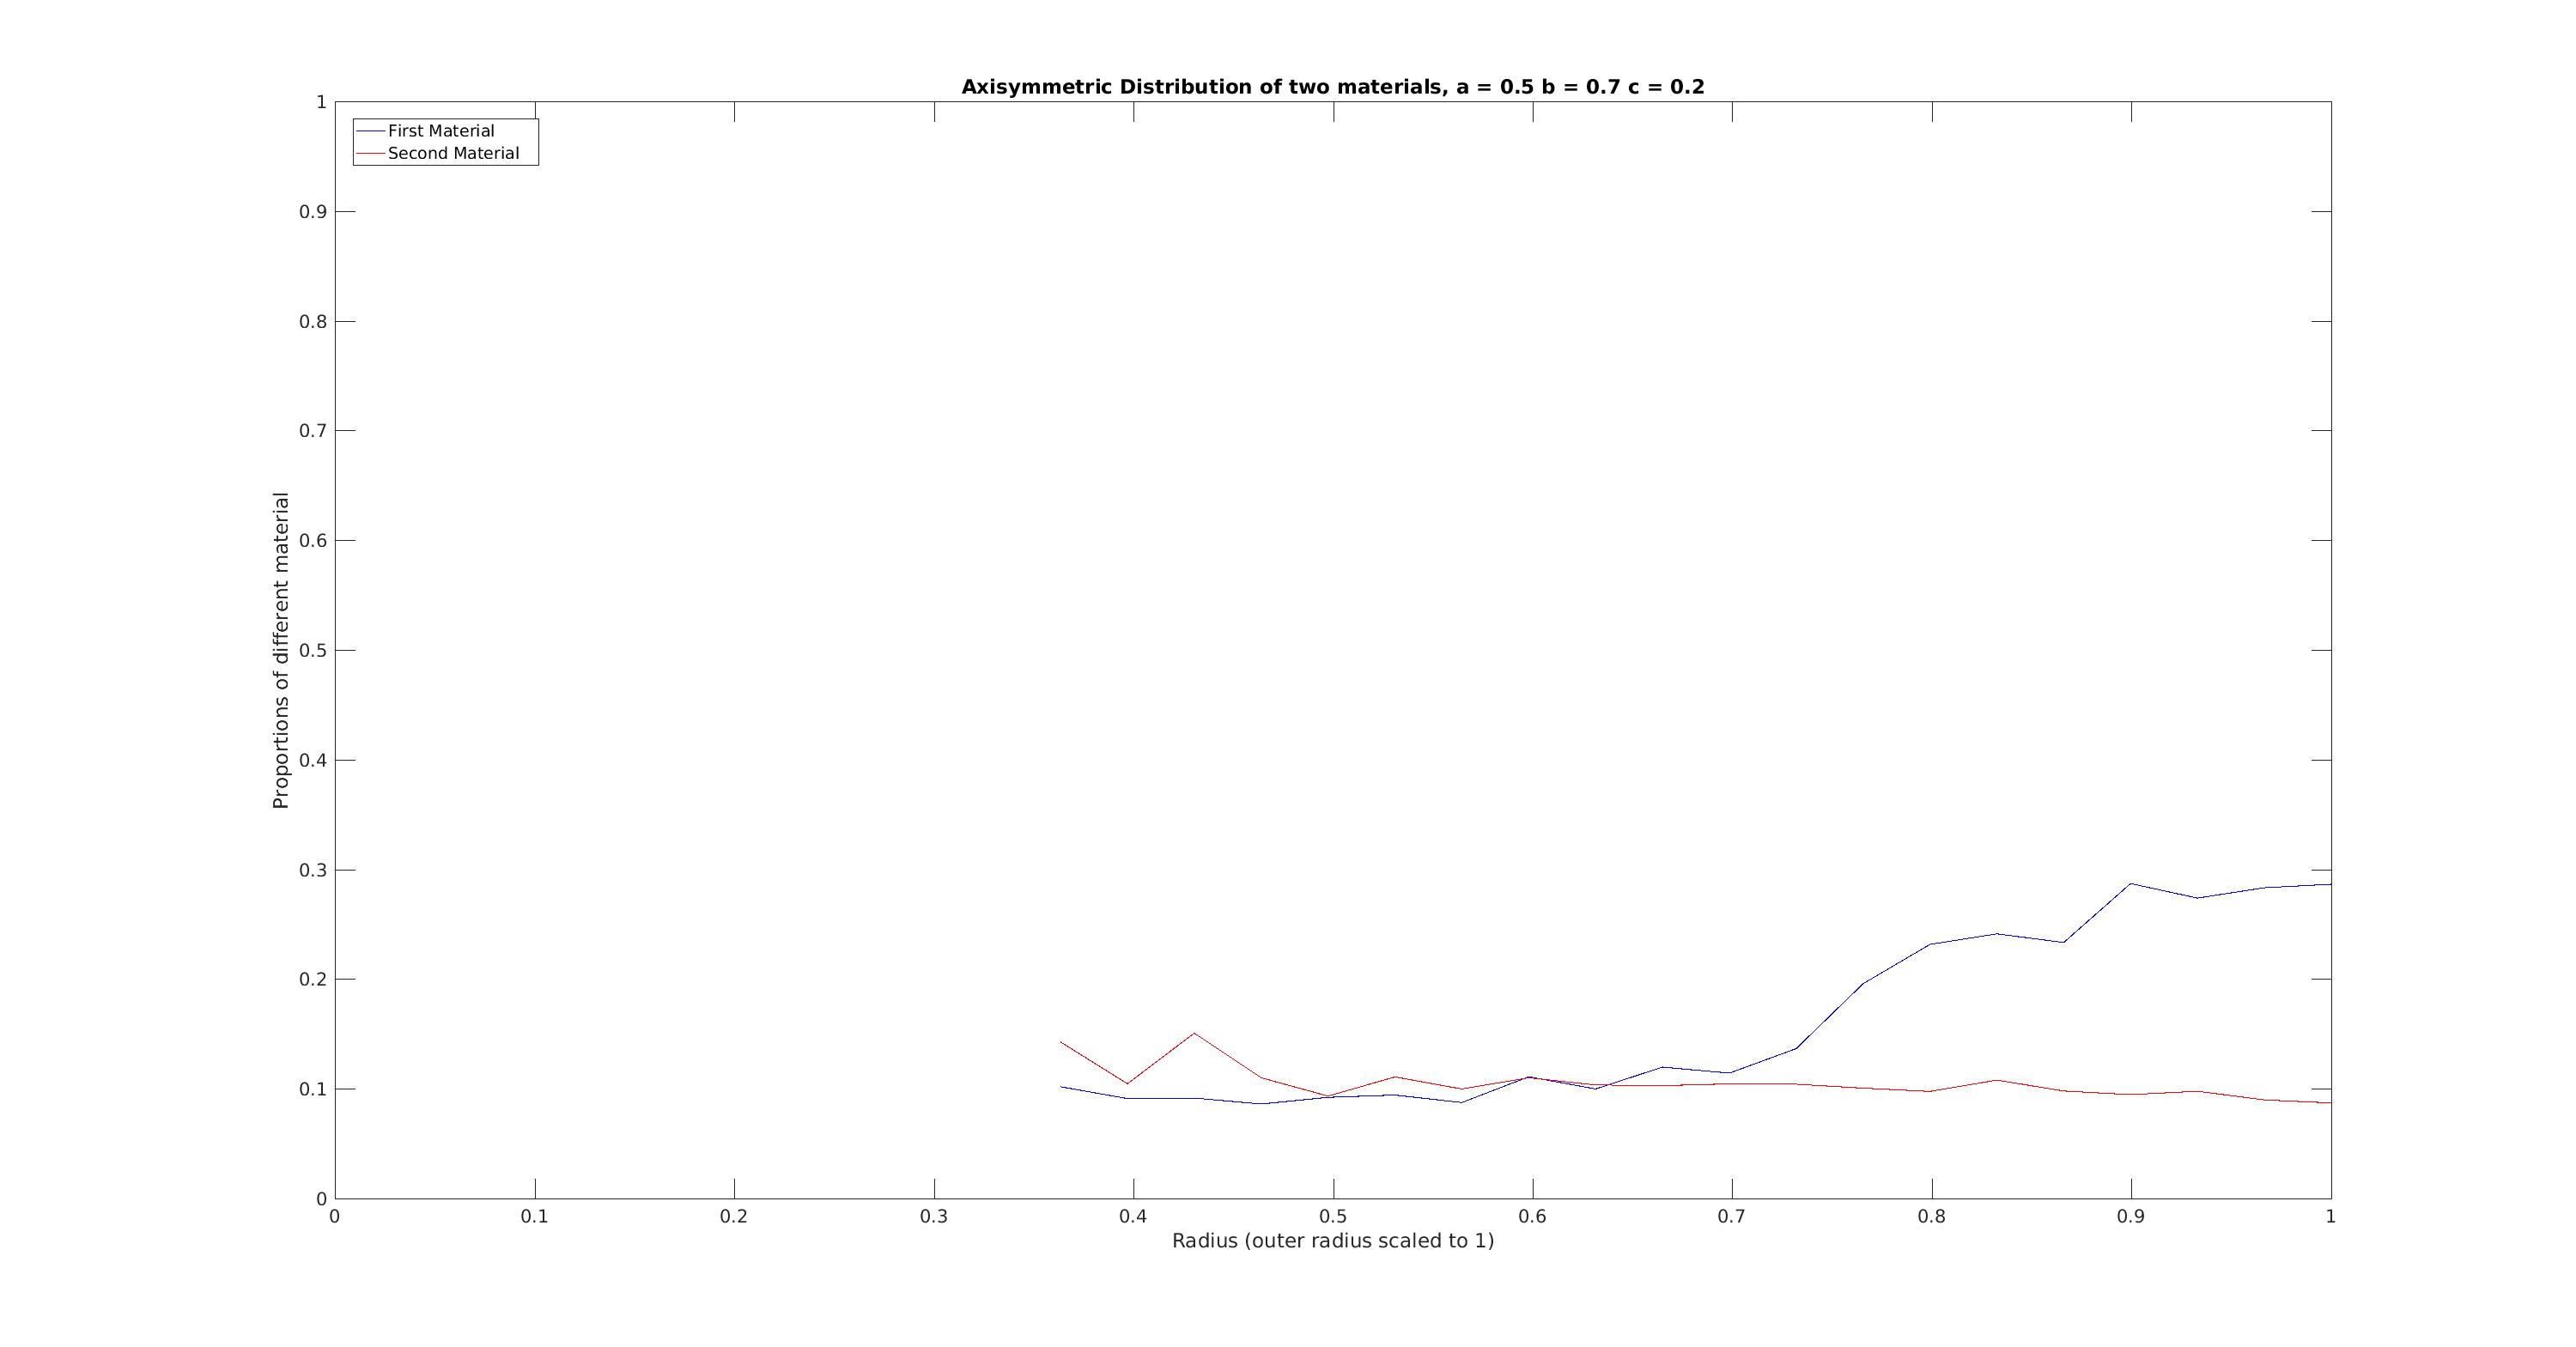 Axisymmetric Distribution of two materials, a = 0.5 b = 0.7 c = 0.2
First Material
Second Material
1
0.9
0.8
0.7
0.6
0.5
0.4
0.3
0.2
0.1
0
Proportions of different material
0 0.1 0.2 0.3 0.4 0.5 0.6 0.7 0.8 0.9 1
Radius (outer radius scaled to 1)